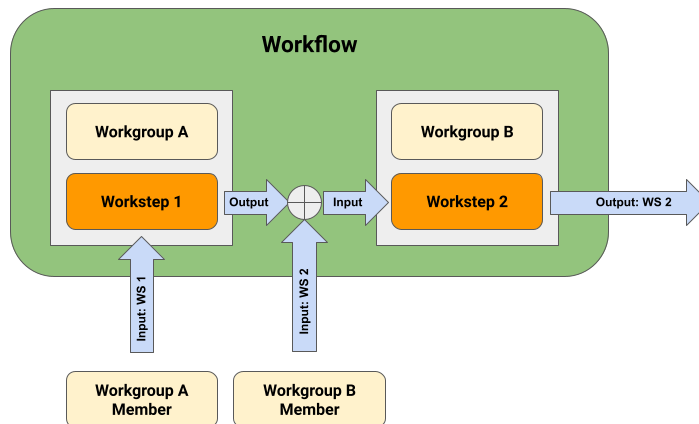 Workflow
Workgroup A
Workgroup B
Workstep 1
Output
Input
Workstep 2
Output: WS 2
Input: WS 1
Input: WS 2
Workgroup A
Member
Workgroup B
Member